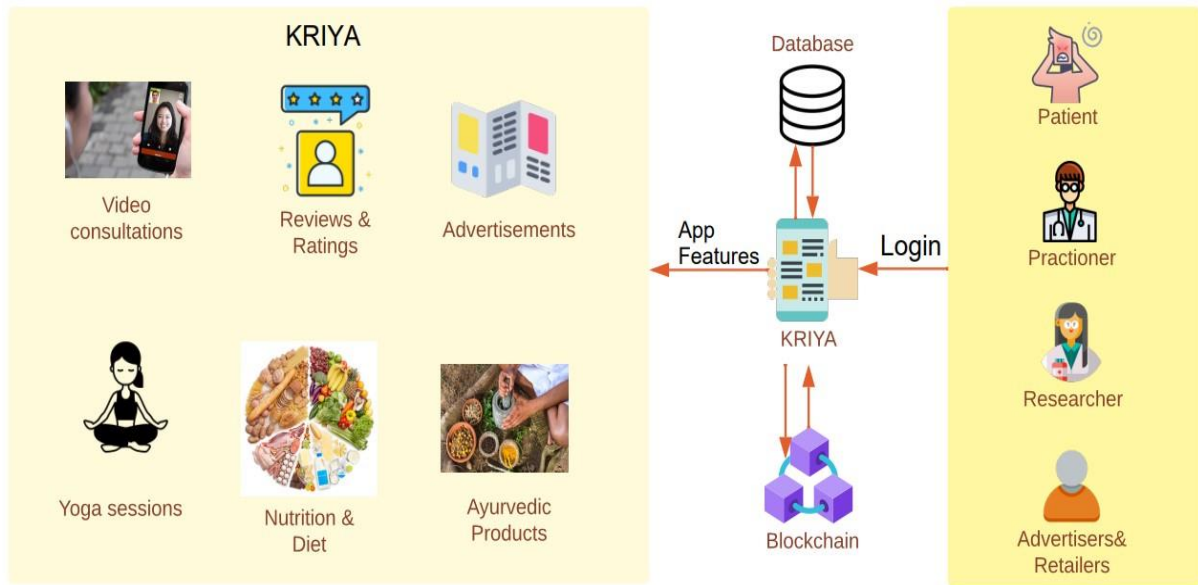 KRIYA
Video
consultations
Reviews &
Ratings
Advertisements
Yoga sessions
Nutrition &
Diet
Ayurvedic
Products
Database
App
Features
Login
KRIYA
Blockchain
Patient
Practioner
Researcher
Advertisers&
Retailers